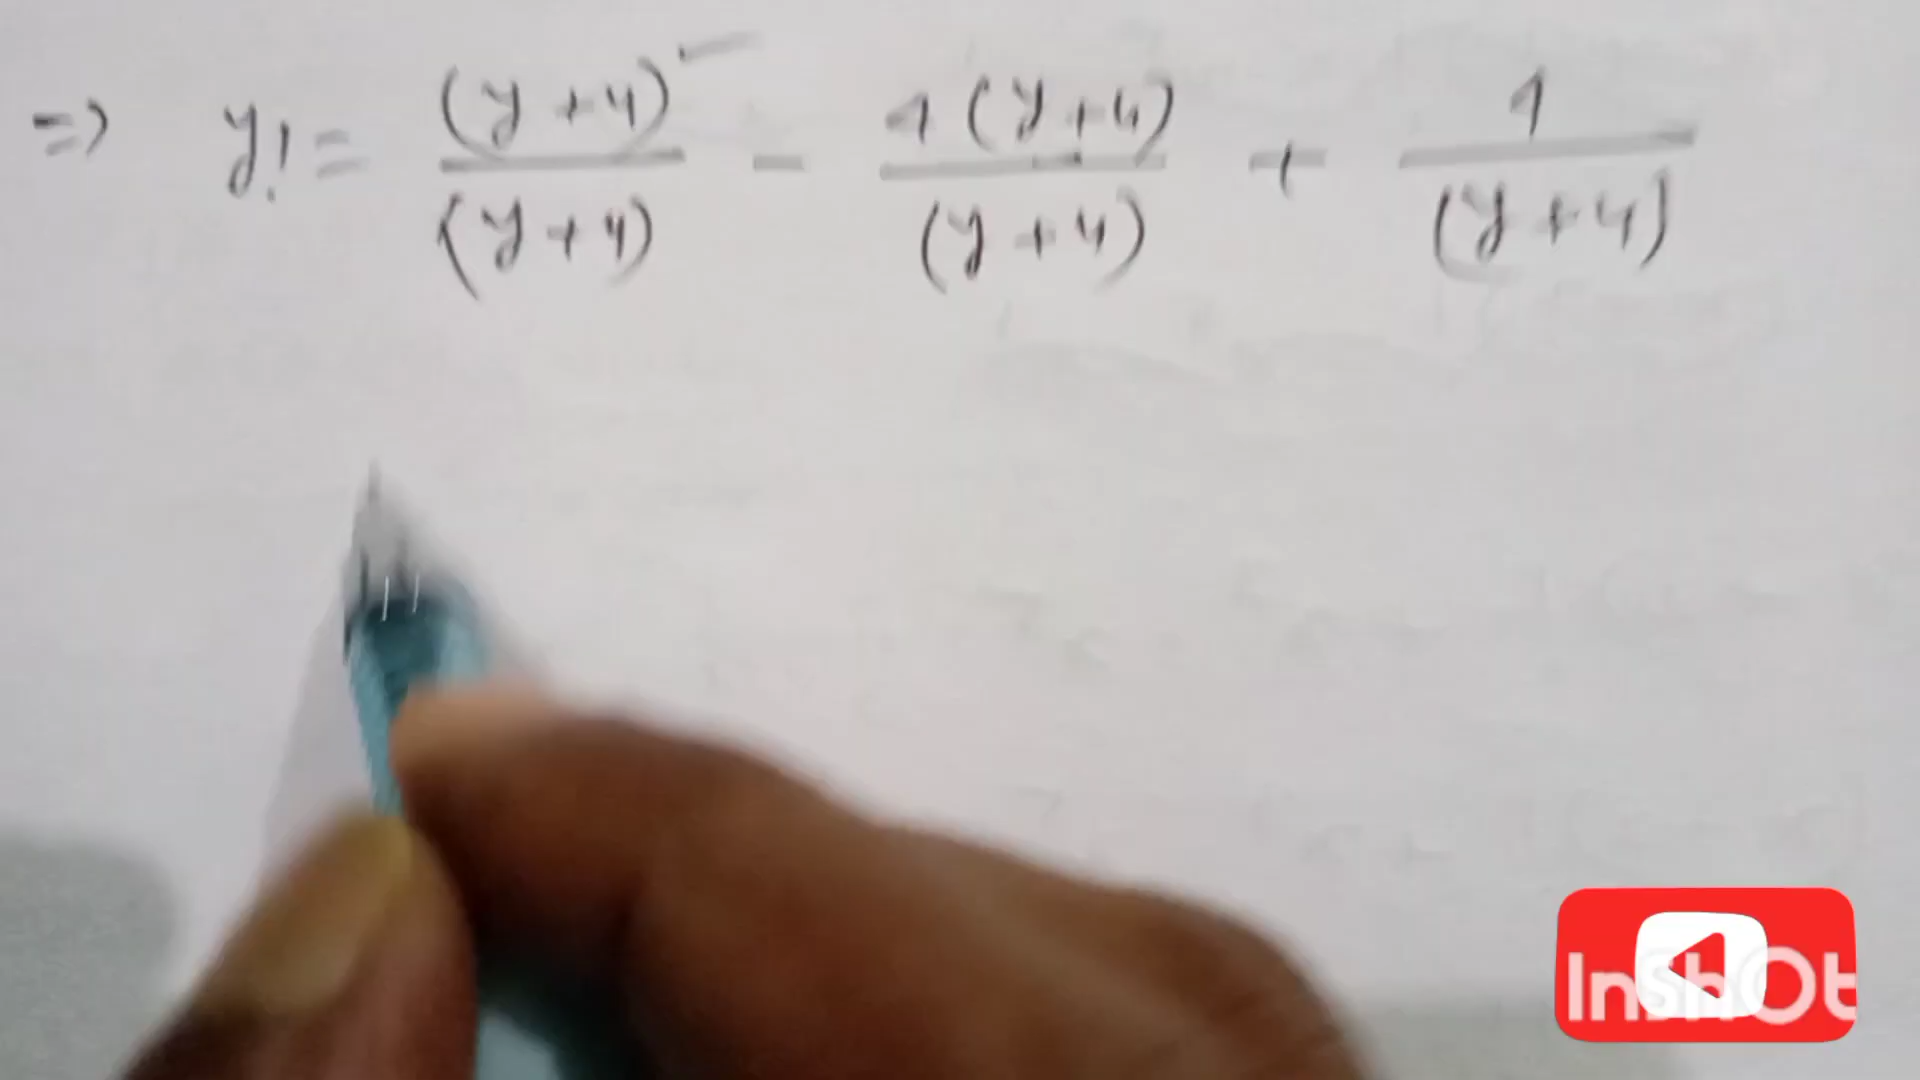 => y! = (y+4)² / (y+4) - 4(y+4) / (y+4) + 4 / (y+4)
InShOt